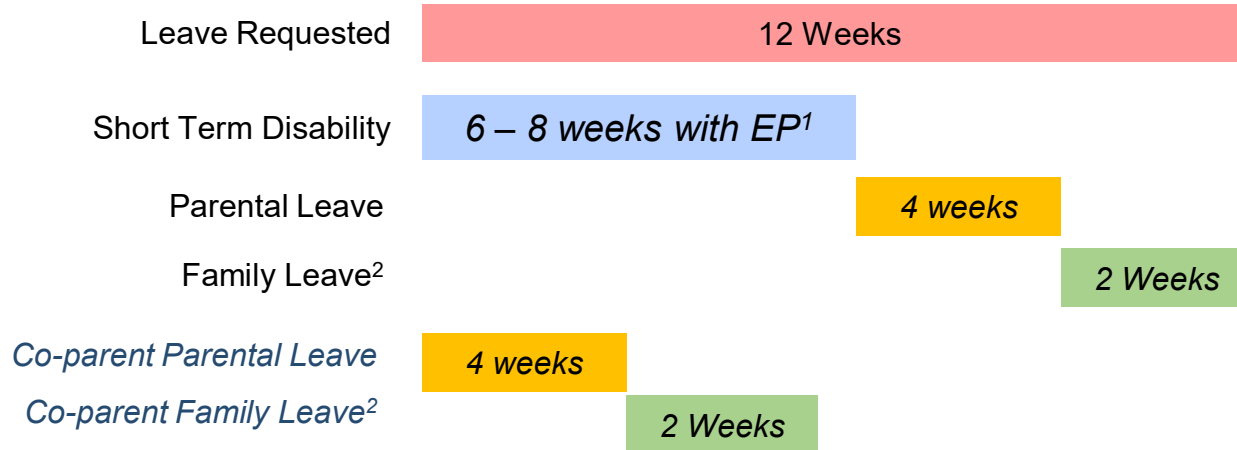 Leave Requested 12 Weeks
Short Term Disability 6 – 8 weeks with EP¹
Parental Leave 4 weeks
Family Leave² 2 Weeks
Co-parent Parental Leave 4 weeks
Co-parent Family Leave² 2 Weeks